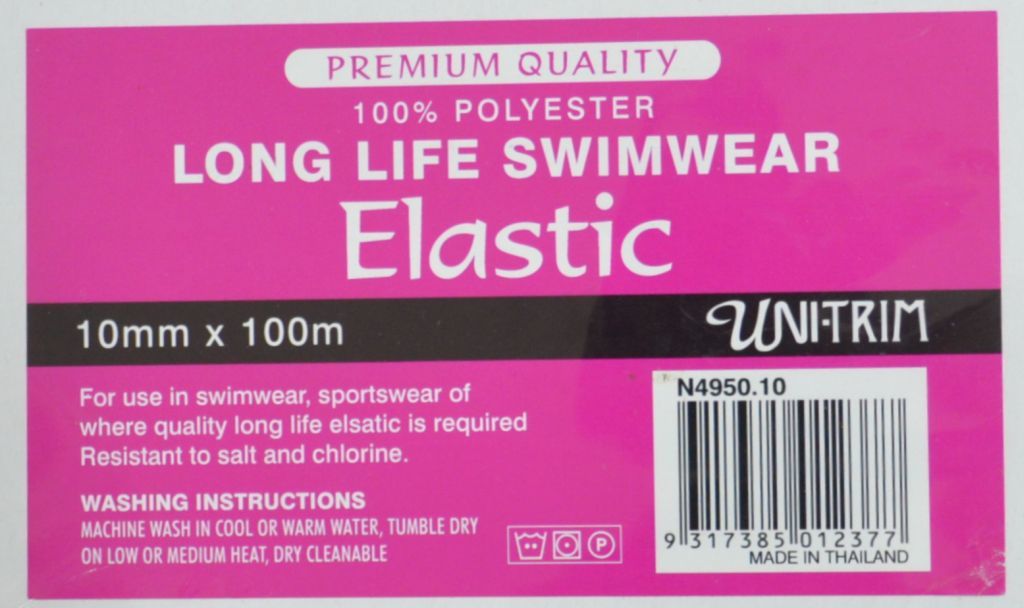 PREMIUM QUALITY
100% POLYESTER
LONG LIFE SWIMWEAR
Elastic
10mm x 100m
UNI-TRIM
For use in swimwear, sportswear of
where quality long life elsatic is required
Resistant to salt and chlorine.
WASHING INSTRUCTIONS
MACHINE WASH IN COOL OR WARM WATER, TUMBLE DRY
ON LOW OR MEDIUM HEAT, DRY CLEANABLE
P
N4950.10
9 317385 012377
MADE IN THAILAND